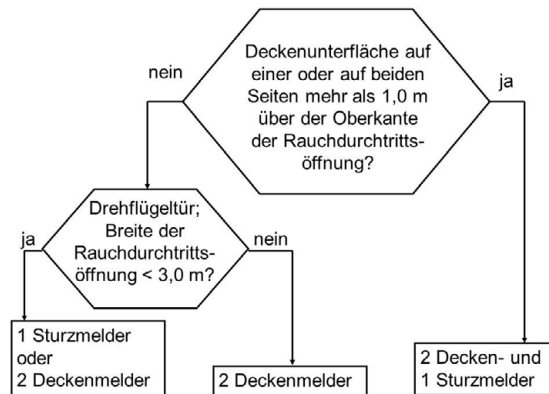 Deckenunterfläche auf
einer oder auf beiden
Seiten mehr als 1,0 m
über der Oberkante
der Rauchdurchtritts-
öffnung?
nein
ja
Drehflügeltür;
Breite der
Rauchdurchtritts-
öffnung < 3,0 m?
ja
nein
1 Sturzmelder
oder
2 Deckenmelder
2 Deckenmelder
2 Decken- und
1 Sturzmelder